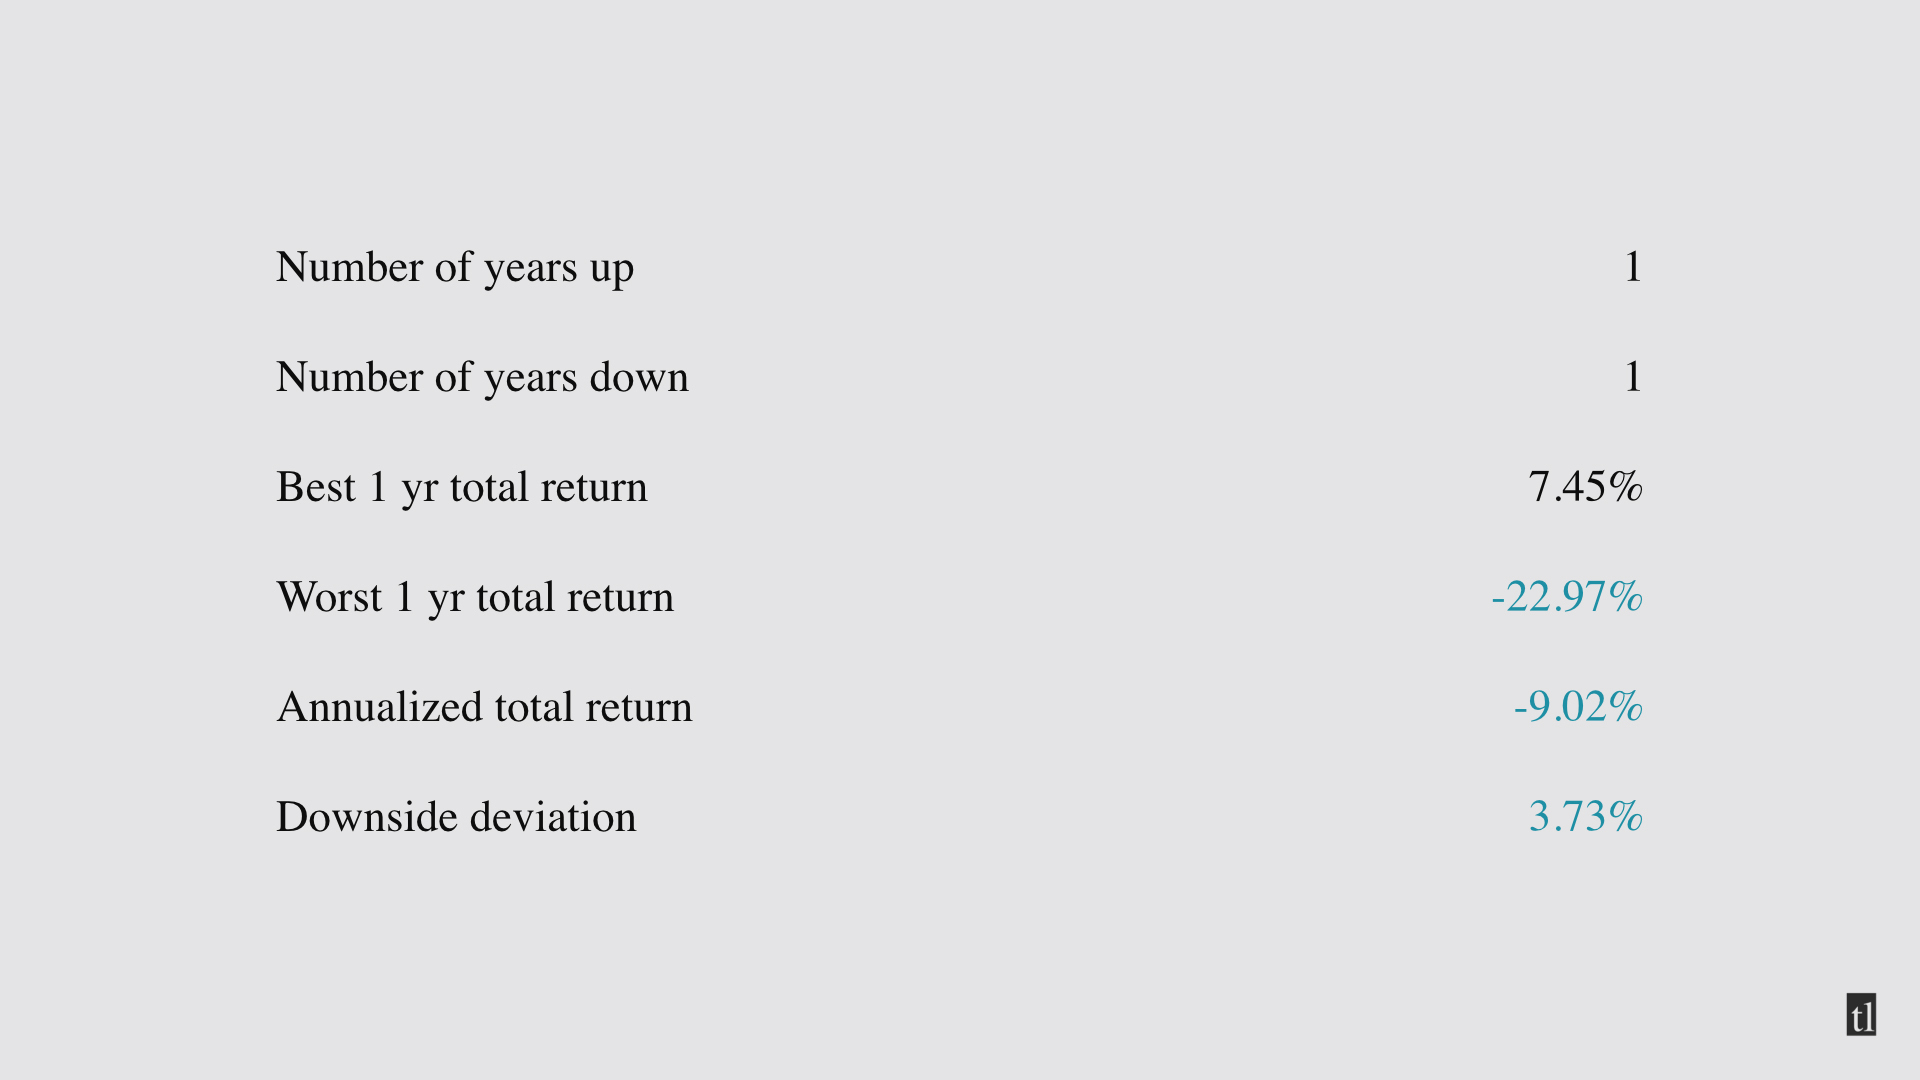 Number of years up 1
Number of years down 1
Best 1 yr total return 7.45%
Worst 1 yr total return -22.97%
Annualized total return -9.02%
Downside deviation 3.73%
tl